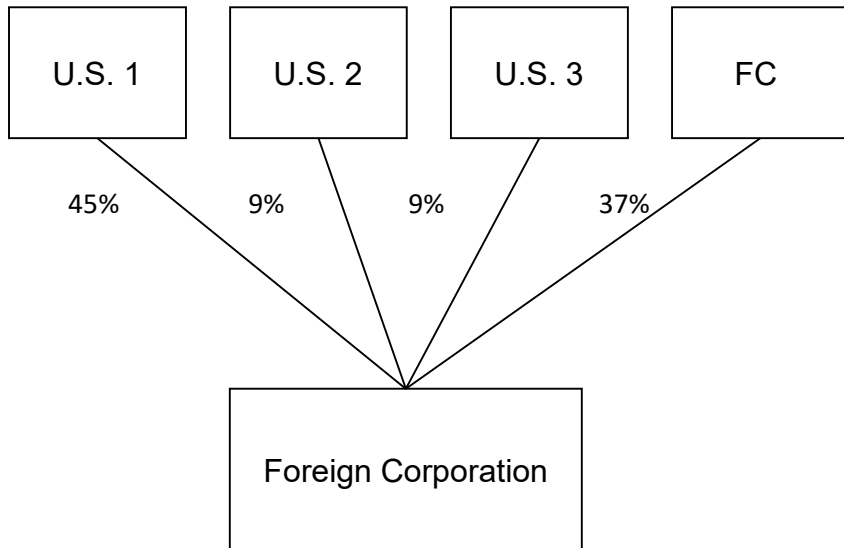 U.S. 1
U.S. 2
U.S. 3
FC
45%
9%
9%
37%
Foreign Corporation